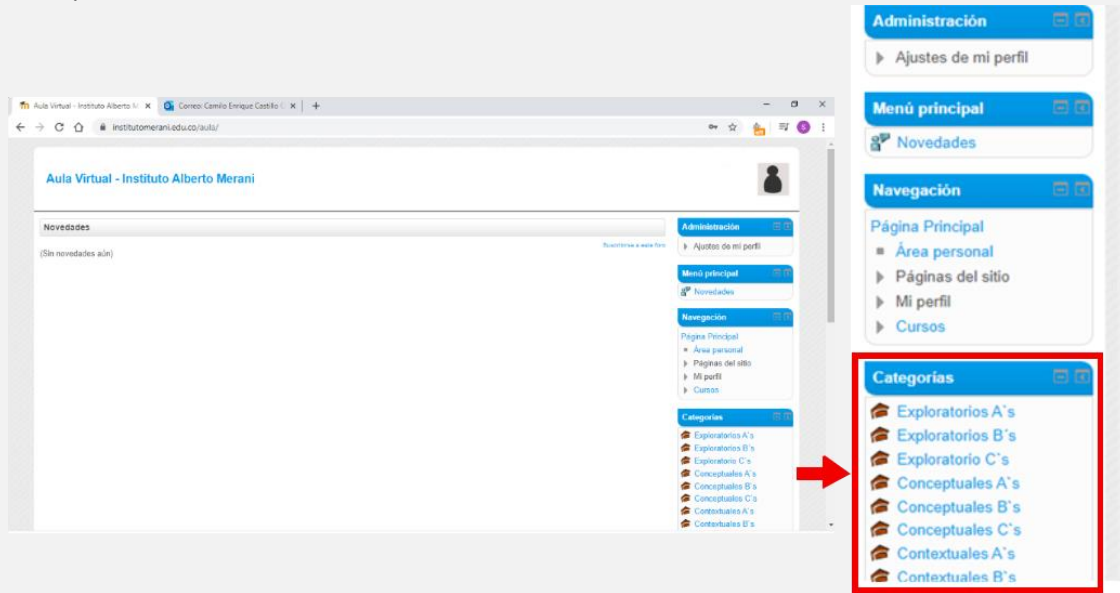 Aula Virtual - Instituto Alberto M
Correo: Camilo Enrique Castillo
institutomerani.edu.co/aula/
Aula Virtual - Instituto Alberto Merani
Novedades
Suscribirse a este foro
(Sin novedades aún)
Administración
Ajustes de mi perfil
Menú principal
Novedades
Navegación
Página Principal
Área personal
Páginas del sitio
Mi perfil
Cursos
Categorías
Exploratorios A`s
Exploratorios B`s
Exploratorio C`s
Conceptuales A`s
Conceptuales B`s
Conceptuales C`s
Contextuales A`s
Contextuales B`s
Administración
Ajustes de mi perfil
Menú principal
Novedades
Navegación
Página Principal
Área personal
Páginas del sitio
Mi perfil
Cursos
Categorías
Exploratorios A`s
Exploratorios B`s
Exploratorio C`s
Conceptuales A`s
Conceptuales B`s
Conceptuales C`s
Contextuales A`s
Contextuales B`s